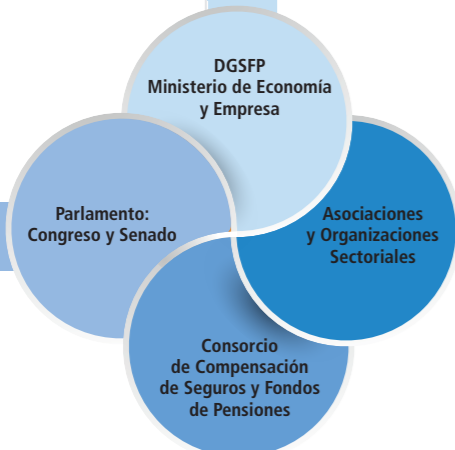 DGSFP
Ministerio de Economía
y Empresa
Parlamento:
Congreso y Senado
Asociaciones
y Organizaciones
Sectoriales
Consorcio
de Compensación
de Seguros y Fondos
de Pensiones